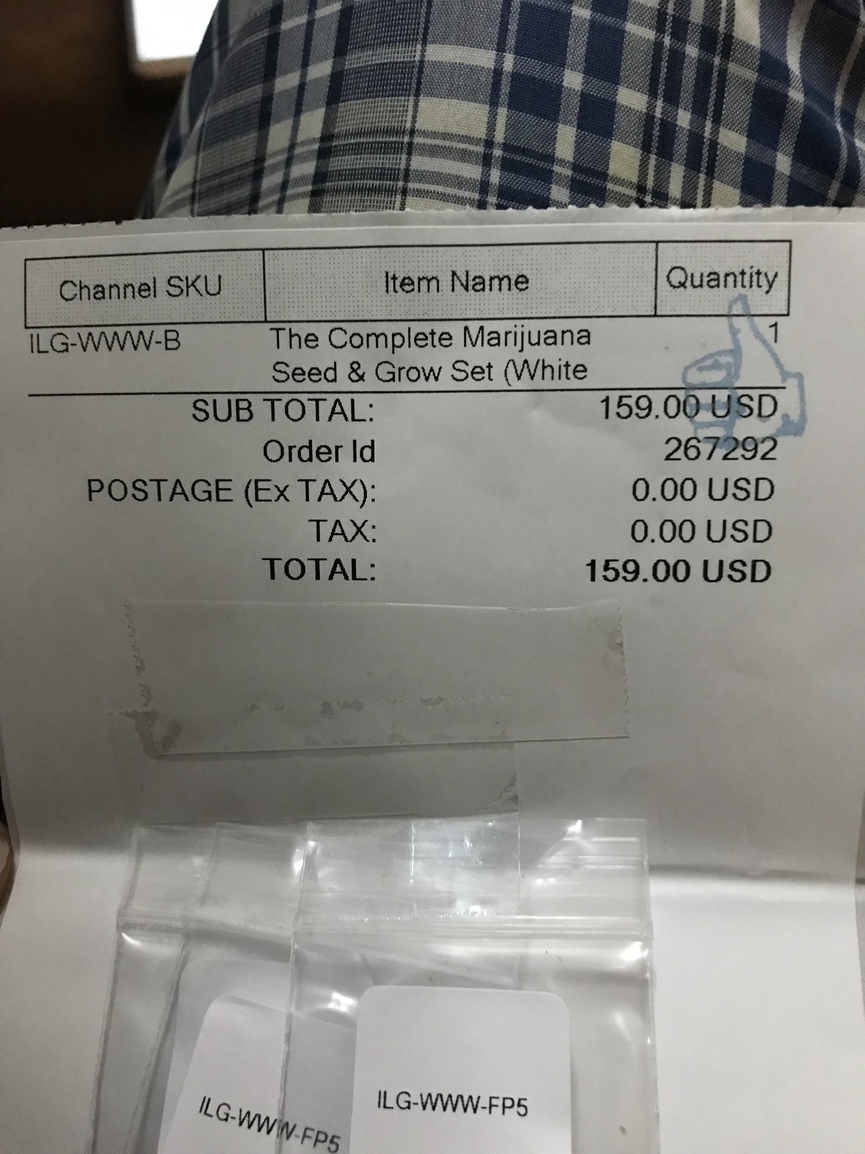 Channel SKU Item Name Quantity
ILG-WWW-B The Complete Marijuana 1
Seed & Grow Set (White
SUB TOTAL: 159.00 USD
Order Id 267292
POSTAGE (Ex TAX): 0.00 USD
TAX: 0.00 USD
TOTAL: 159.00 USD
ILG-WWW-FP5
ILG-WWW-FP5